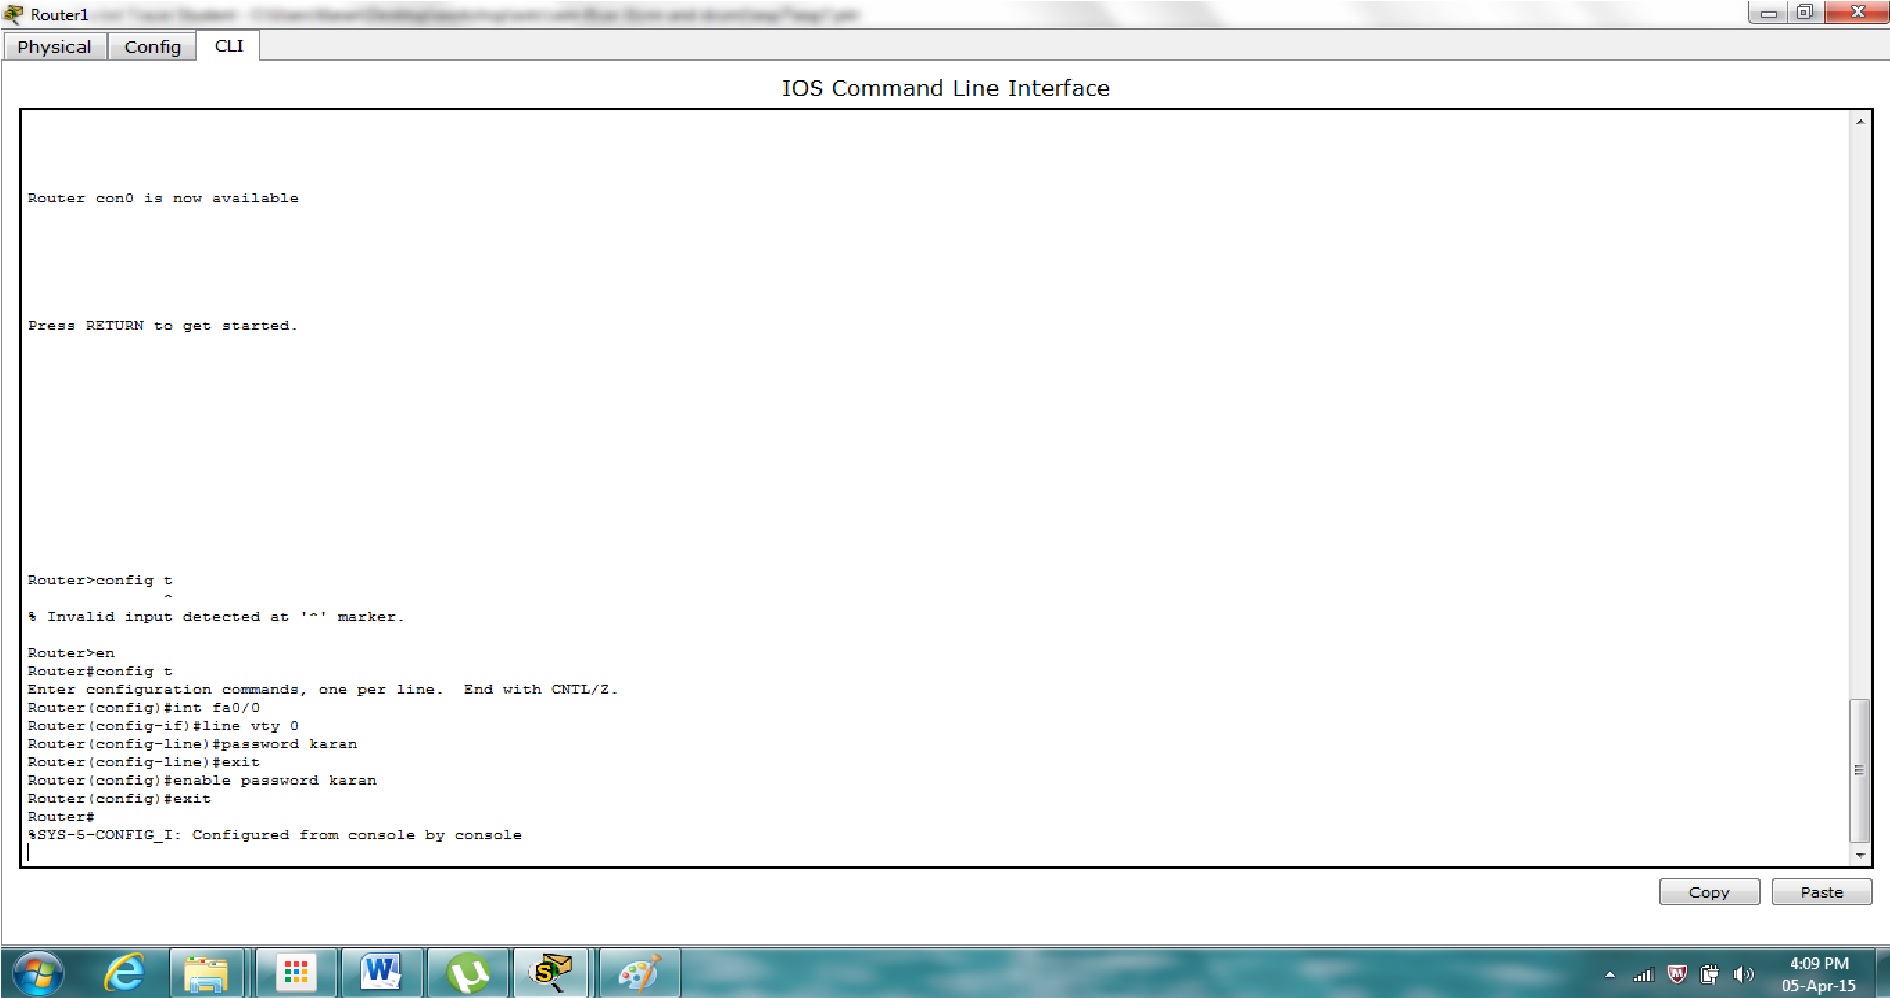 Router1
Physical Config CLI
IOS Command Line Interface
Router con0 is now available
Press RETURN to get started.
Router>config t
^
% Invalid input detected at '^' marker.
Router>en
Router#config t
Enter configuration commands, one per line.  End with CNTL/Z.
Router(config)#int fa0/0
Router(config-if)#line vty 0
Router(config-line)#password karan
Router(config-line)#exit
Router(config)#enable password karan
Router(config)#exit
Router#
%SYS-5-CONFIG_I: Configured from console by console
Copy Paste
4:09 PM
05-Apr-15